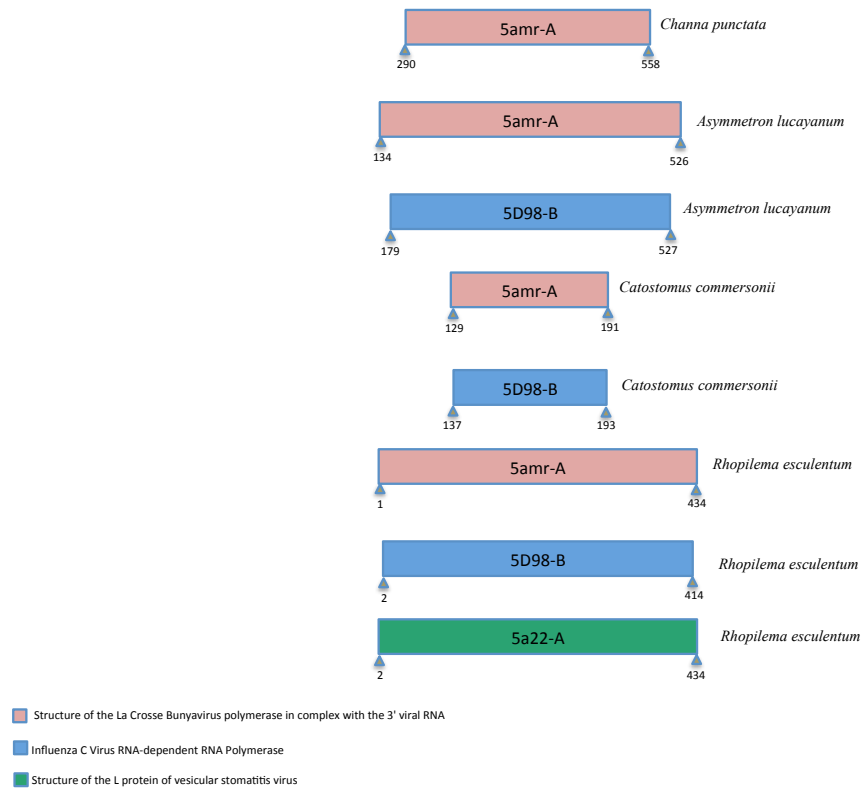 5amr-A
Channa punctata
290
558
5amr-A
Asymmetron lucayanum
134
526
5D98-B
Asymmetron lucayanum
179
527
5amr-A
Catostomus commersonii
129
191
5D98-B
Catostomus commersonii
137
193
5amr-A
Rhopilema esculentum
1
434
5D98-B
Rhopilema esculentum
2
414
5a22-A
Rhopilema esculentum
2
434
Structure of the La Crosse Bunyavirus polymerase in complex with the 3' viral RNA
Influenza C Virus RNA-dependent RNA Polymerase
Structure of the L protein of vesicular stomatitis virus